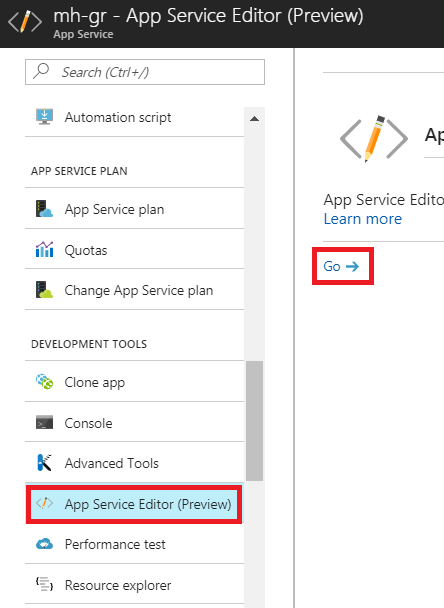 mh-gr - App Service Editor (Preview)
App Service
Search (Ctrl+/)
Automation script
APP SERVICE PLAN
App Service plan
Quotas
Change App Service plan
DEVELOPMENT TOOLS
Clone app
Console
Advanced Tools
App Service Editor (Preview)
Performance test
Resource explorer
Ap
App Service Edito
Learn more
Go →